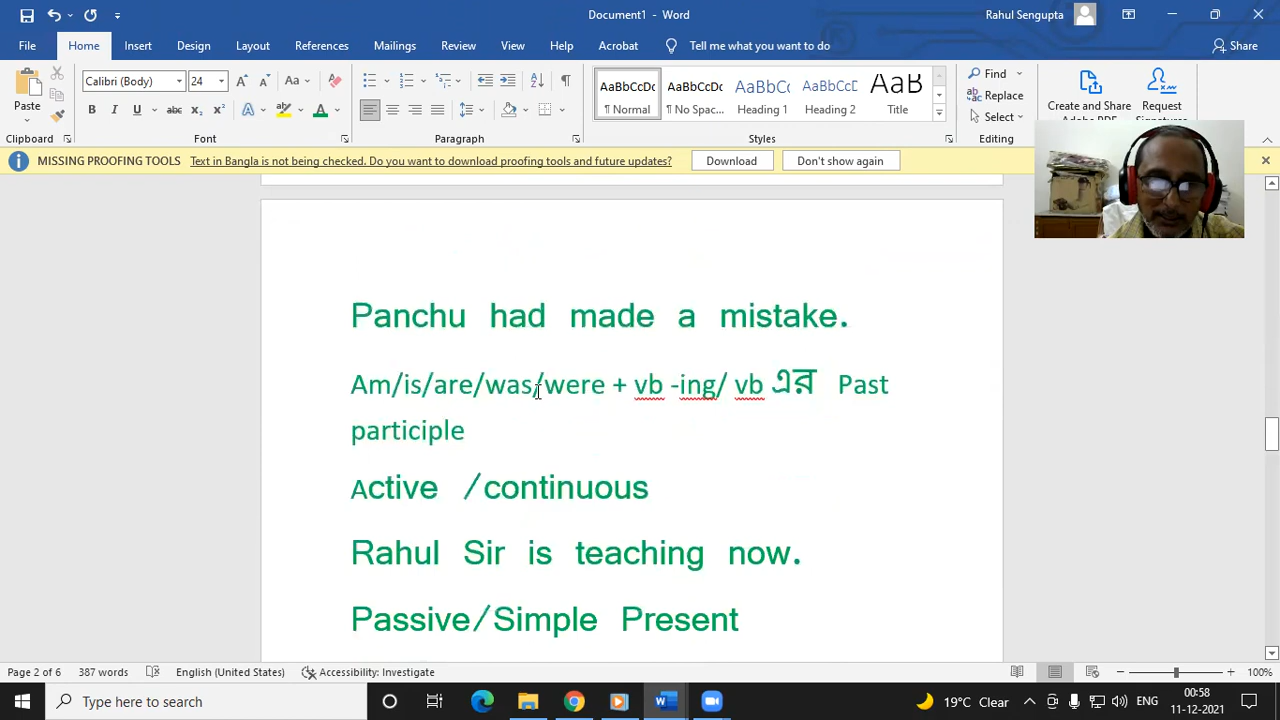 Document1 - Word
Rahul Sengupta
File Home Insert Design Layout References Mailings Review View Help Acrobat Tell me what you want to do Share
Paste
Calibri (Body) 24
AaBbCcDc AaBbCcDc AaBbCc AaBbCcD AaB
Normal No Spac... Heading 1 Heading 2 Title
Find
Replace
Select
Create and Share
Request
Signatures
Clipboard Font Paragraph Styles Editing
MISSING PROOFING TOOLS Text in Bangla is not being checked. Do you want to download proofing tools and future updates? Download Don't show again
Panchu had made a mistake.
Am/is/are/was/were + vb -ing/ vb এর Past
participle
Active /continuous
Rahul Sir is teaching now.
Passive/Simple Present
Page 2 of 6 387 words English (United States) Accessibility: Investigate 100%
Type here to search
19°C Clear ENG 00:58
11-12-2021